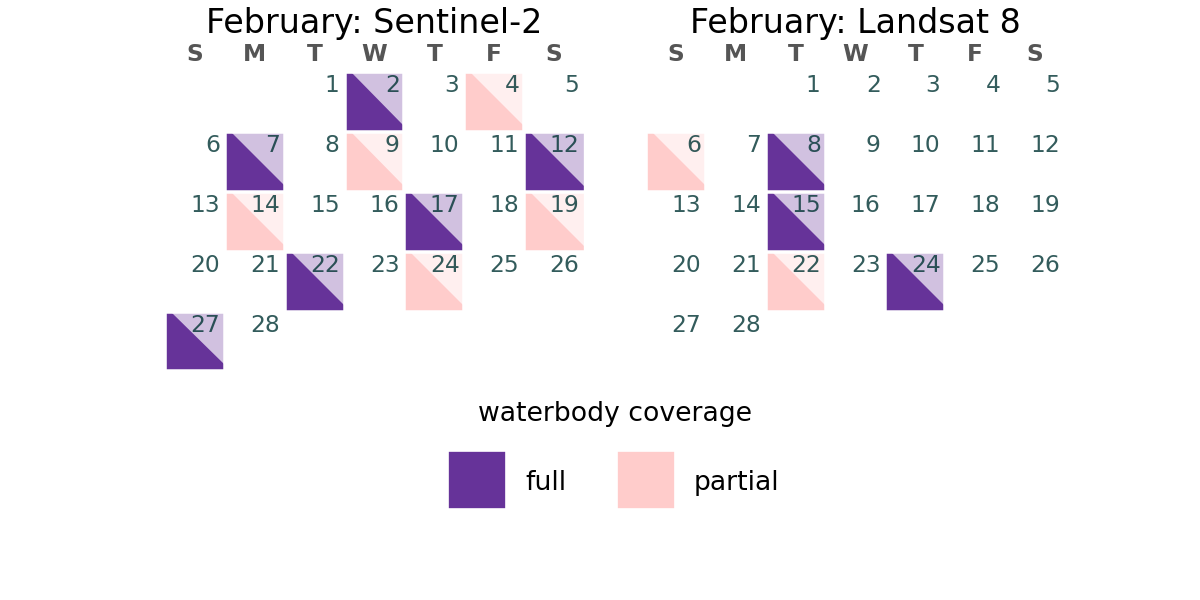 February: Sentinel-2
S M T W T F S
1 2 3 4 5
6 7 8 9 10 11 12
13 14 15 16 17 18 19
20 21 22 23 24 25 26
27 28
February: Landsat 8
S M T W T F S
1 2 3 4 5
6 7 8 9 10 11 12
13 14 15 16 17 18 19
20 21 22 23 24 25 26
27 28
waterbody coverage
full partial